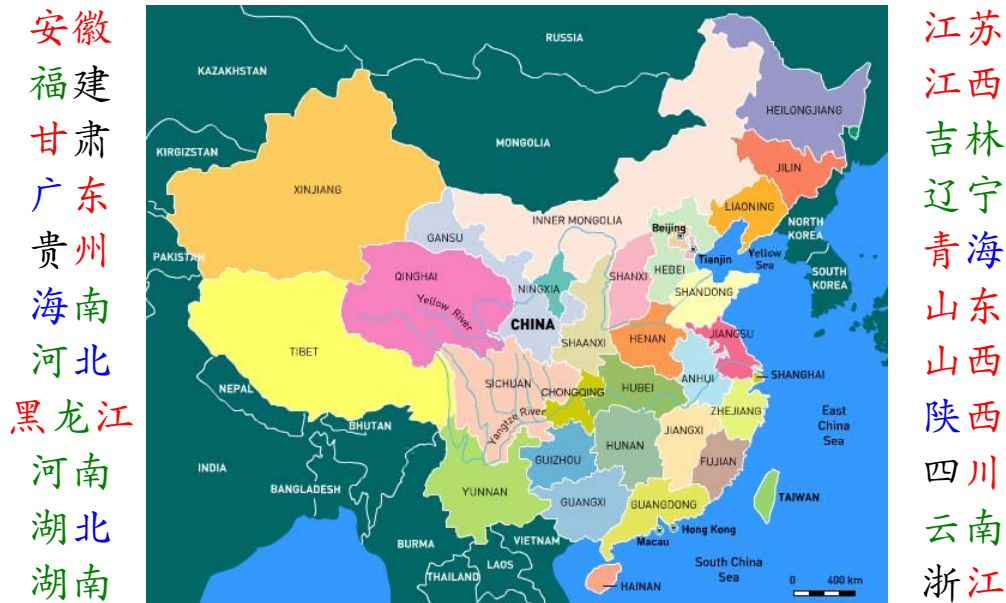 安徽
福建
甘肃
广东
贵州
海南
河北
黑龙江
河南
湖北
湖南
RUSSIA
KAZAKHSTAN
HEILONGJIANG
MONGOLIA
KIRGIZSTAN
JILIN
XINJIANG
LIAONING
INNER MONGOLIA
NORTH
KOREA
Beijing
GANSU
Tianjin
Yellow
Sea
PAKISTAN
QINGHAI
NINGXIA
SHANXI
HEBEI
SOUTH
KOREA
SHANDONG
Yellow River
CHINA
JIANGSU
HENAN
SHAANXI
TIBET
SHANGHAI
ANHUI
NEPAL
SICHUAN
CHONGQING
HUBEI
ZHEJIANG
East
China
Sea
Yangtze River
BHUTAN
HUNAN
JIANGXI
INDIA
GUIZHOU
FUJIAN
BANGLADESH
YUNNAN
GUANGXI
GUANGDONG
TAIWAN
Hong Kong
Macau
BURMA
VIETNAM
LAOS
South China
Sea
THAILAND
HAINAN
0 400 km
江苏
江西
吉林
辽宁
青海
山东
山西
陕西
四川
云南
浙江